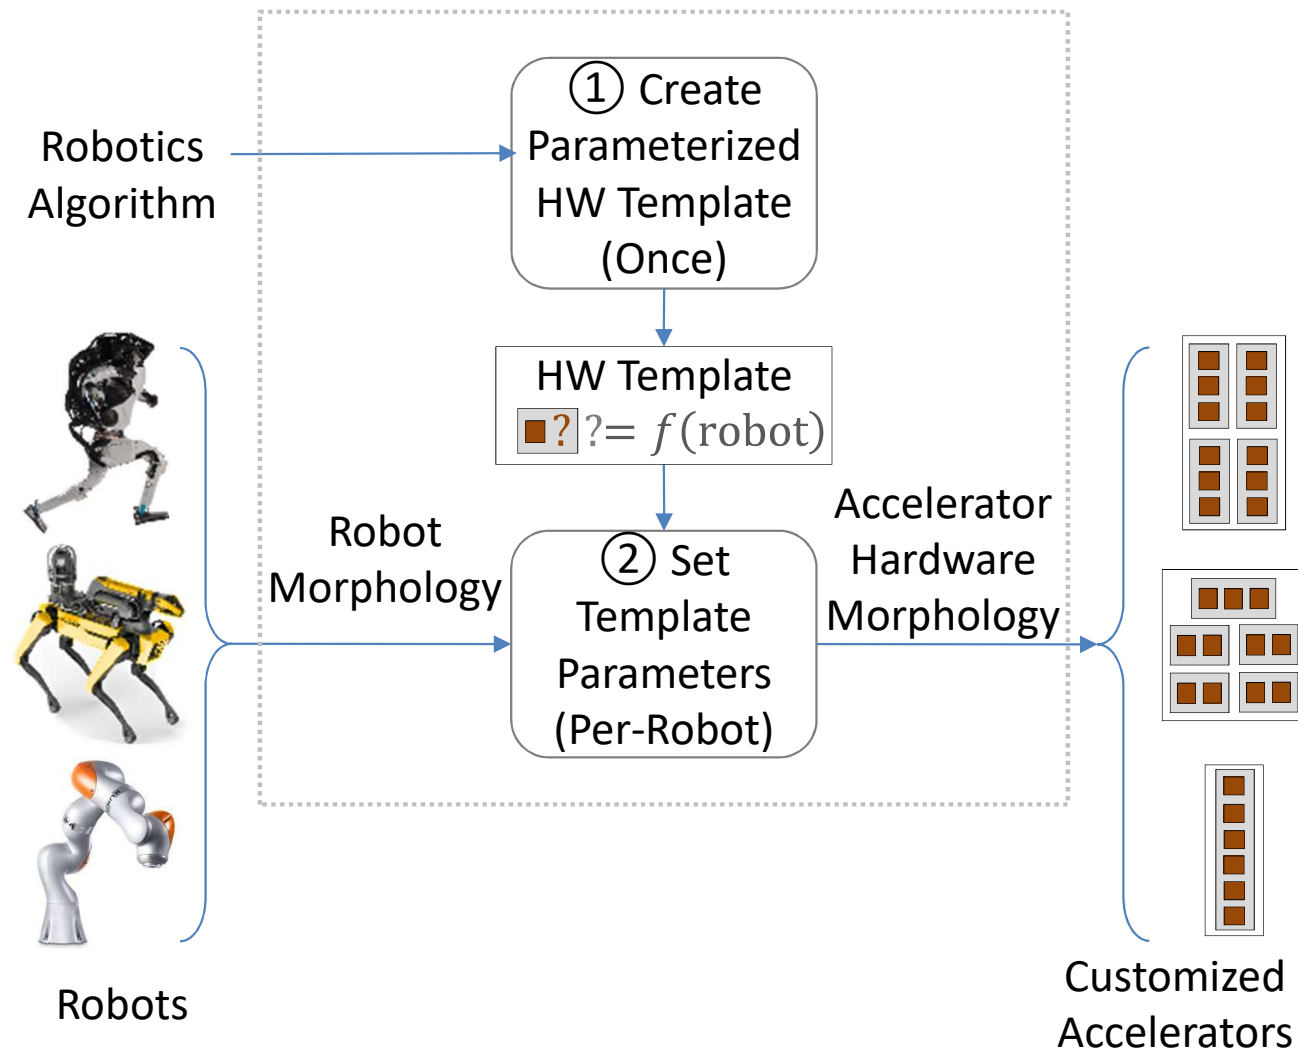 ① Create
Parameterized
HW Template
(Once)
Robotics
Algorithm
HW Template
? ?= f(robot)
Robot
Morphology
② Set
Template
Parameters
(Per-Robot)
Accelerator
Hardware
Morphology
Robots
Customized
Accelerators